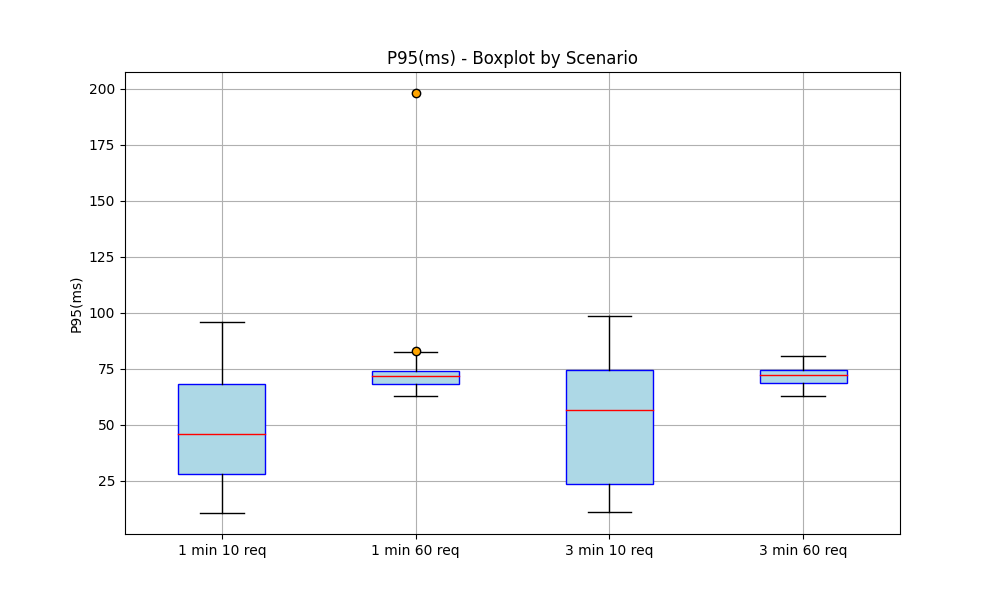 P95(ms) - Boxplot by Scenario
200
175
150
125
100
75
50
25
P95(ms)
1 min 10 req
1 min 60 req
3 min 10 req
3 min 60 req